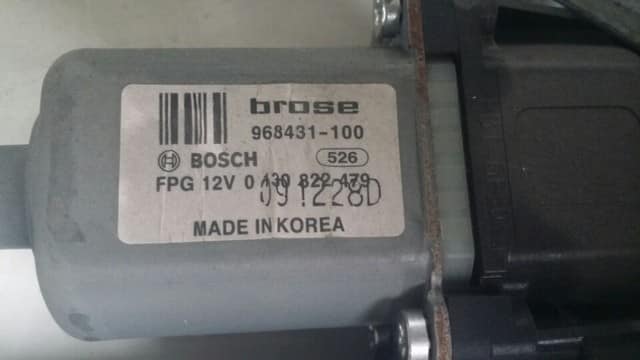 brose
968431-100
BOSCH 526
FPG 12V 0 130 822 479
091228D
MADE IN KOREA